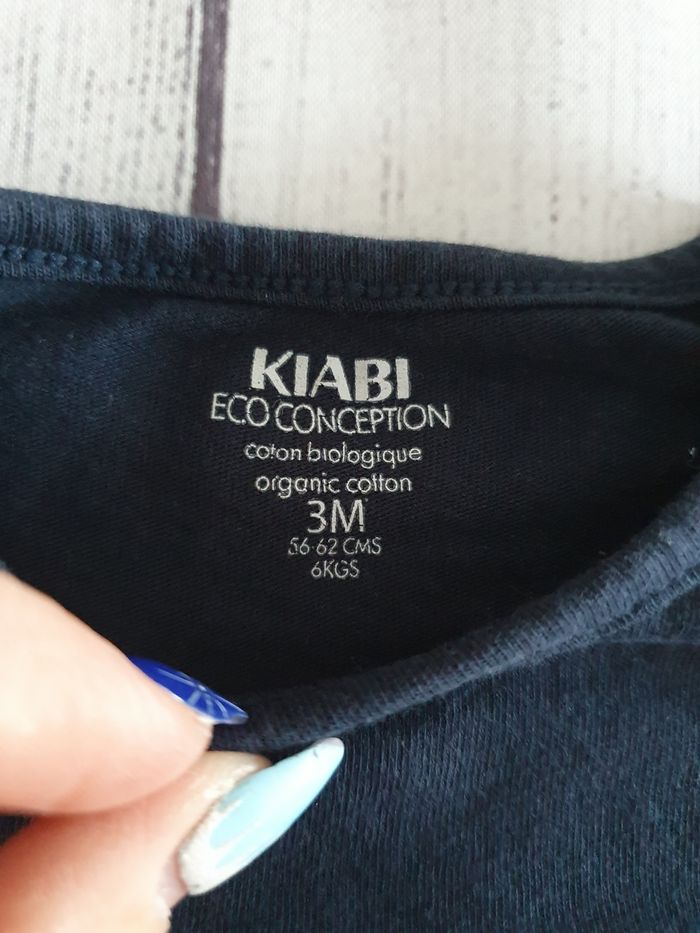 KIABI
ECO CONCEPTION
coton biologique
organic cotton
3M
56-62 CMS
6KGS